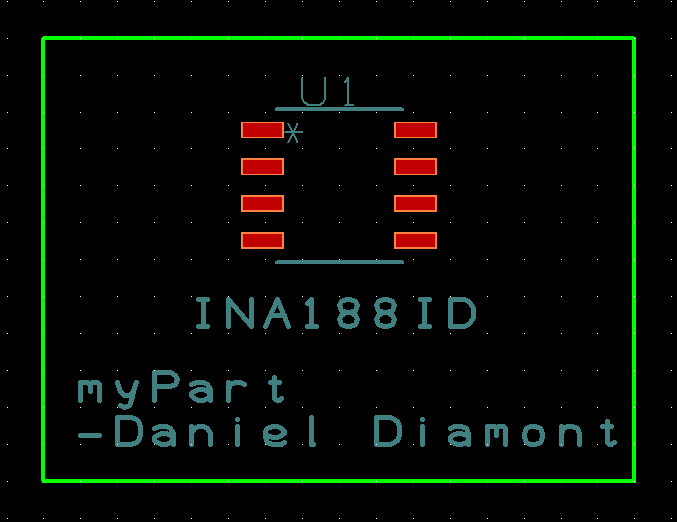 U1
*
INA188ID
myPart
-Daniel Diamont